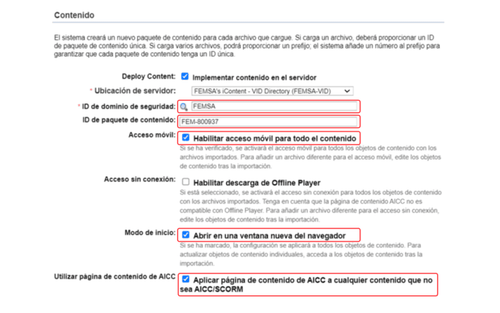 Contenido
El sistema creará un nuevo paquete de contenido para cada archivo que cargue. Si carga un archivo, deberá proporcionar un ID
de paquete de contenido única. Si carga varios archivos, podrá proporcionar un prefijo; el sistema añade un número al prefijo para
garantizar que cada paquete de contenido tenga un ID único.
Deploy Content: Implementar contenido en el servidor
* Ubicación de servidor: FEMSA's iContent - VID Directory (FEMSA-VID)
* ID de dominio de seguridad: FEMSA
ID de paquete de contenido: FEM-800937
Acceso móvil: Habilitar acceso móvil para todo el contenido
Si se ha verificado, se activará el acceso móvil para todos los objetos de contenido con los
archivos importados. Para añadir un archivo diferente para el acceso móvil, edite los objetos
de contenido tras la importación.
Acceso sin conexión: Habilitar descarga de Offline Player
Si está seleccionado, se activará el acceso sin conexión para todos los objetos de contenido
con los archivos importados. Tenga en cuenta que la página de contenido AICC no es
compatible con Offline Player. Para añadir un archivo diferente para el acceso sin conexión,
edite los objetos de contenido tras la importación.
Modo de inicio: Abrir en una ventana nueva del navegador
Si se ha marcado, la configuración se aplicará a todos los objetos de contenido. Para
actualizar objetos de contenido individuales, acceda a los objetos de contenido tras la
importación.
Utilizar página de contenido de AICC Aplicar página de contenido de AICC a cualquier contenido que no
sea AICC/SCORM